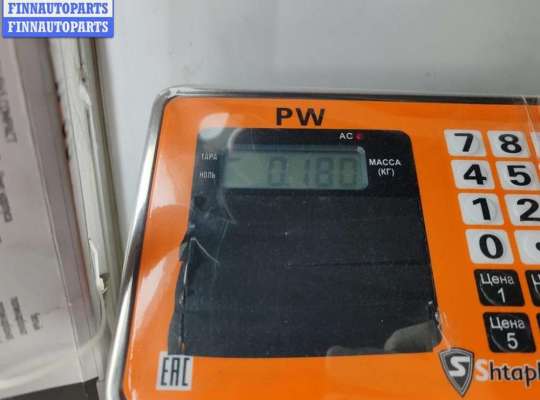 FINNAUTOPARTS
FINNAUTOPARTS
PW
AC
ТАРА
НОЛЬ
0.180
МАССА
(КГ)
7 8
4 5
1 2
0
Цена
1
Цена
5
EAC
S Shtapl